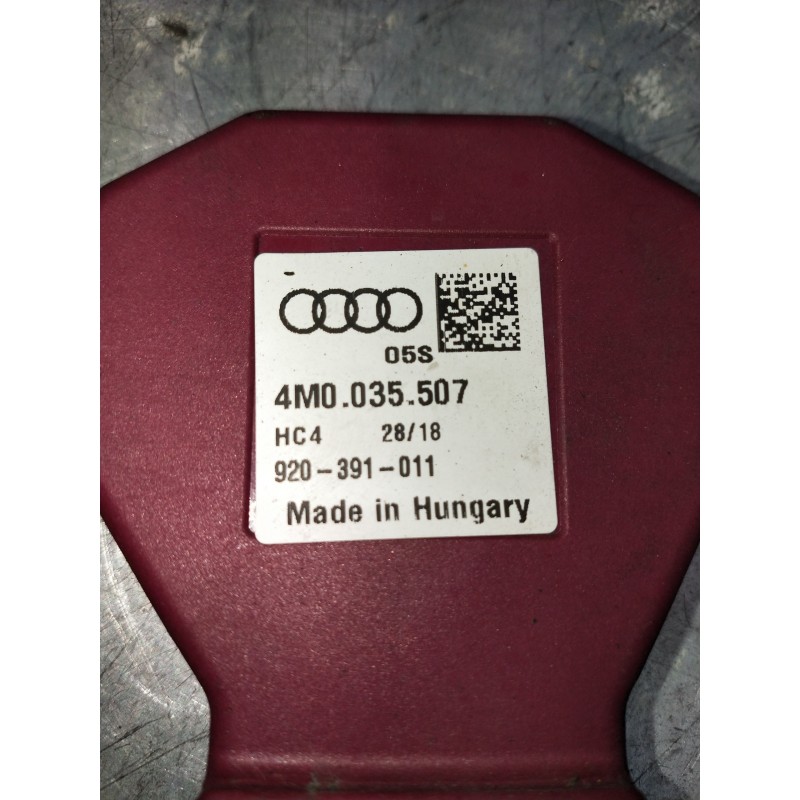 05S
4M0.035.507
HC4 28/18
920-391-011
Made in Hungary